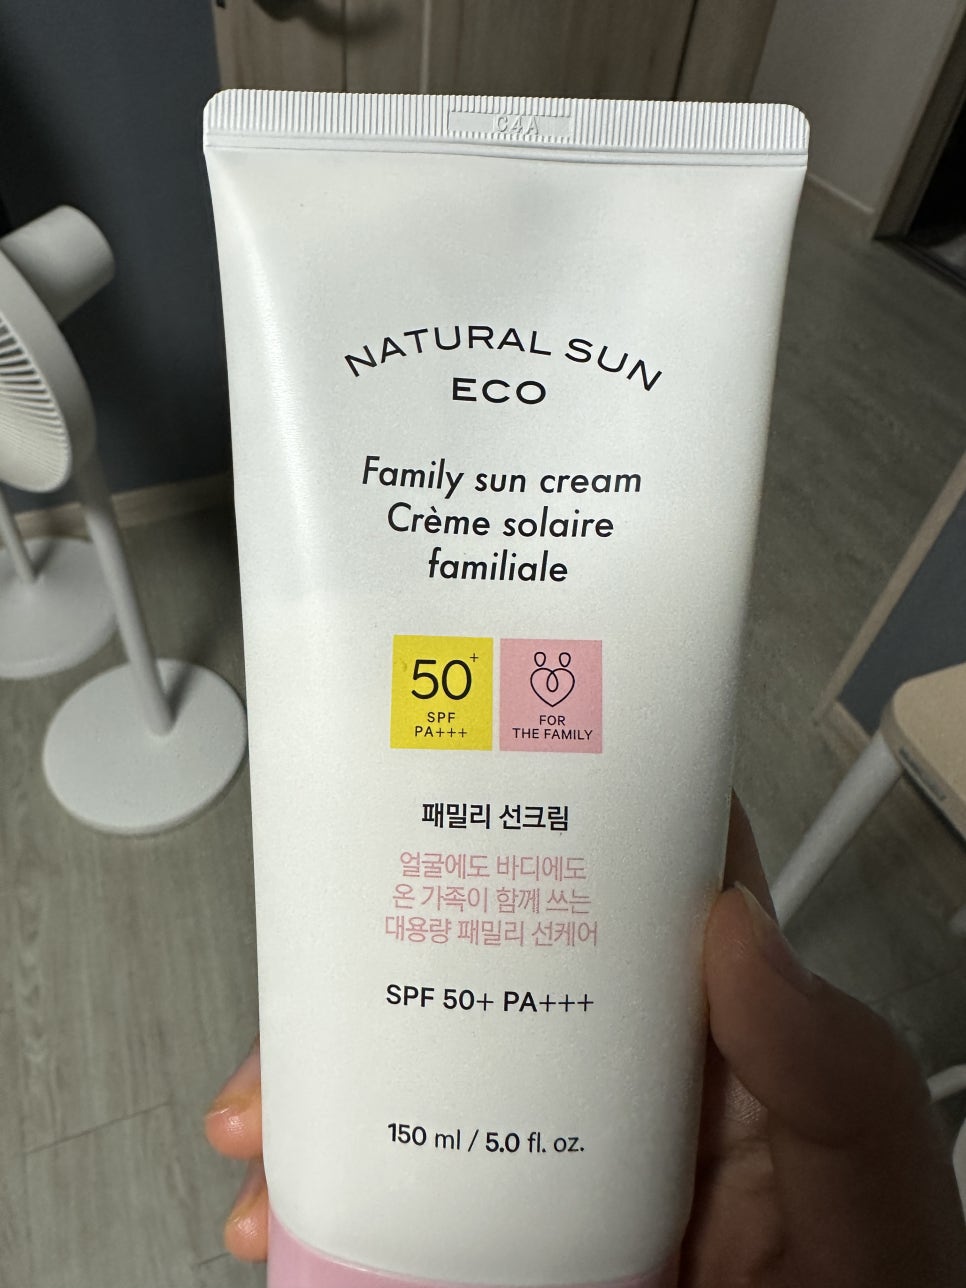 C4A
NATURAL SUN
ECO
Family sun cream
Crème solaire
familiale
50+
SPF
PA+++
FOR
THE FAMILY
패밀리 선크림
얼굴에도 바디에도
온 가족이 함께 쓰는
대용량 패밀리 선케어
SPF 50+ PA+++
150 ml / 5.0 fl. oz.